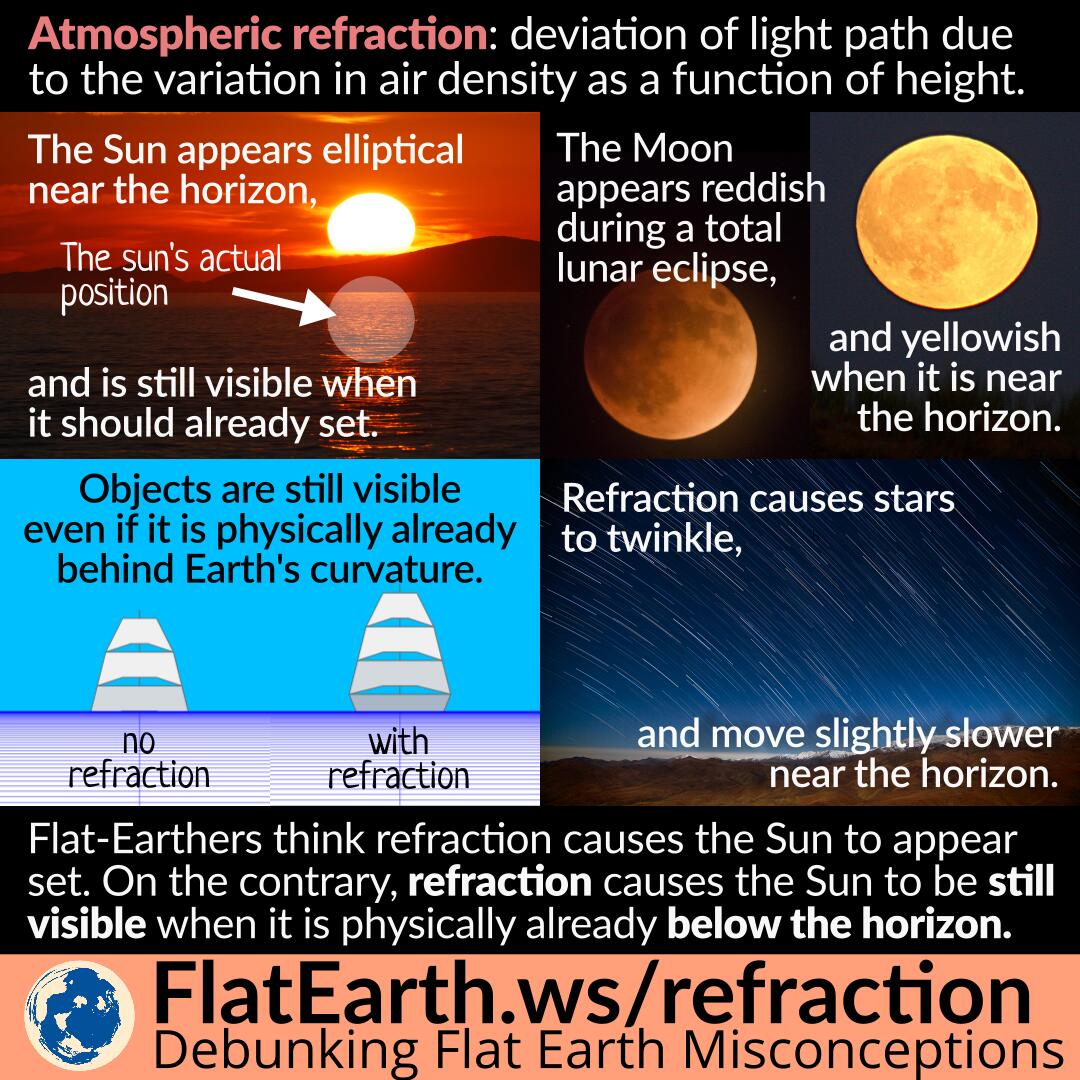 Atmospheric refraction: deviation of light path due
to the variation in air density as a function of height.
The Sun appears elliptical
near the horizon,
The sun's actual
position
and is still visible when
it should already set.
The Moon
appears reddish
during a total
lunar eclipse,
and yellowish
when it is near
the horizon.
Objects are still visible
even if it is physically already
behind Earth's curvature.
no
refraction
with
refraction
Refraction causes stars
to twinkle,
and move slightly slower
near the horizon.
Flat-Earthers think refraction causes the Sun to appear
set. On the contrary, refraction causes the Sun to be still
visible when it is physically already below the horizon.
FlatEarth.ws/refraction
Debunking Flat Earth Misconceptions